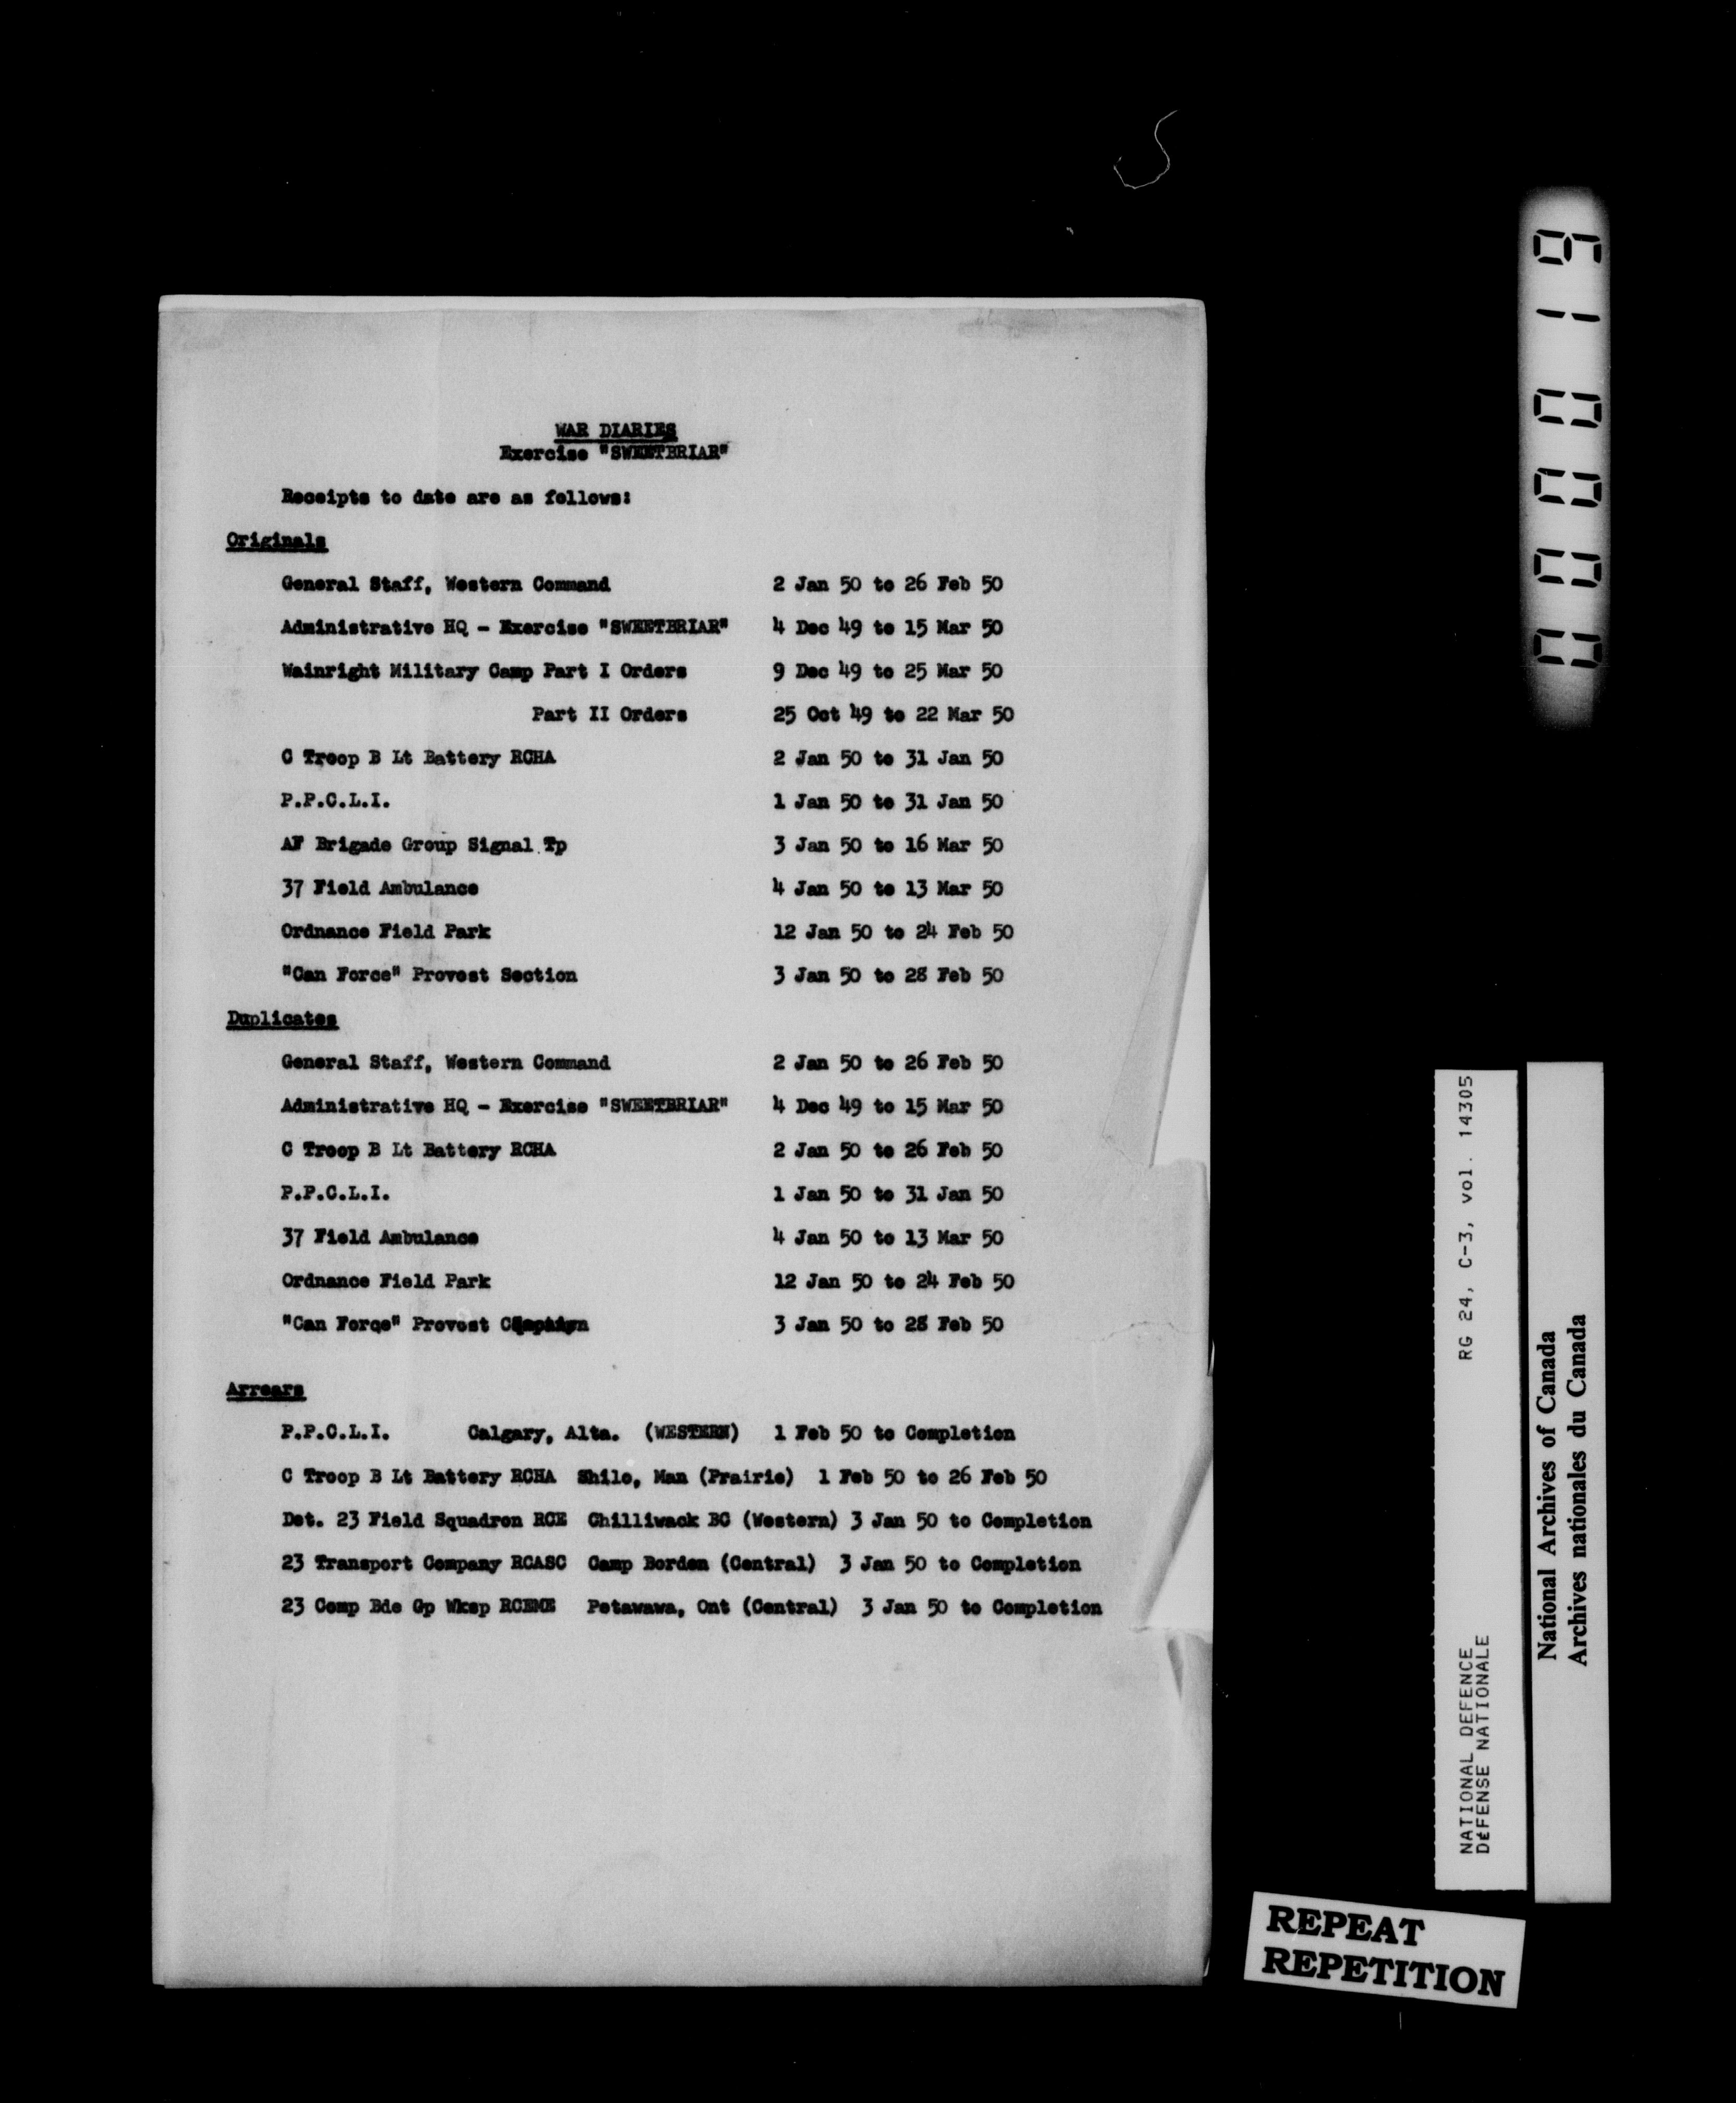 WAR DIARIES
Exercise "SWEETBRIAR"
Receipts to date are as follows:
Originals
General Staff, Western Command 2 Jan 50 to 26 Feb 50
Administrative HQ - Exercise "SWEETBRIAR" 4 Dec 49 to 15 Mar 50
Wainright Military Camp Part I Orders 9 Dec 49 to 25 Mar 50
Part II Orders 25 Oct 49 to 22 Mar 50
C Troop B Lt Battery RCHA 2 Jan 50 to 31 Jan 50
P.P.C.L.I. 1 Jan 50 to 31 Jan 50
AF Brigade Group Signal Tp 3 Jan 50 to 16 Mar 50
37 Field Ambulance 4 Jan 50 to 13 Mar 50
Ordnance Field Park 12 Jan 50 to 24 Feb 50
"Can Force" Provost Section 3 Jan 50 to 28 Feb 50
Duplicates
General Staff, Western Command 2 Jan 50 to 26 Feb 50
Administrative HQ - Exercise "SWEETBRIAR" 4 Dec 49 to 15 Mar 50
C Troop B Lt Battery RCHA 2 Jan 50 to 26 Feb 50
P.P.C.L.I. 1 Jan 50 to 31 Jan 50
37 Field Ambulance 4 Jan 50 to 13 Mar 50
Ordnance Field Park 12 Jan 50 to 24 Feb 50
"Can Force" Provost 3 Jan 50 to 28 Feb 50
Arrears
P.P.C.L.I. Calgary, Alta. (WESTERN) 1 Feb 50 to Completion
C Troop B Lt Battery RCHA Shilo, Man (Prairie) 1 Feb 50 to 26 Feb 50
Det. 23 Field Squadron RCE Chilliwack BC (Western) 3 Jan 50 to Completion
23 Transport Company RCASC Camp Borden (Central) 3 Jan 50 to Completion
23 Comp Bde Gp Wksp RCEME Petawawa, Ont (Central) 3 Jan 50 to Completion
000019
NATIONAL DEFENCE RG 24, C-3, vol. 14305
DÉFENSE NATIONALE
National Archives of Canada
Archives nationales du Canada
REPEAT
REPETITION